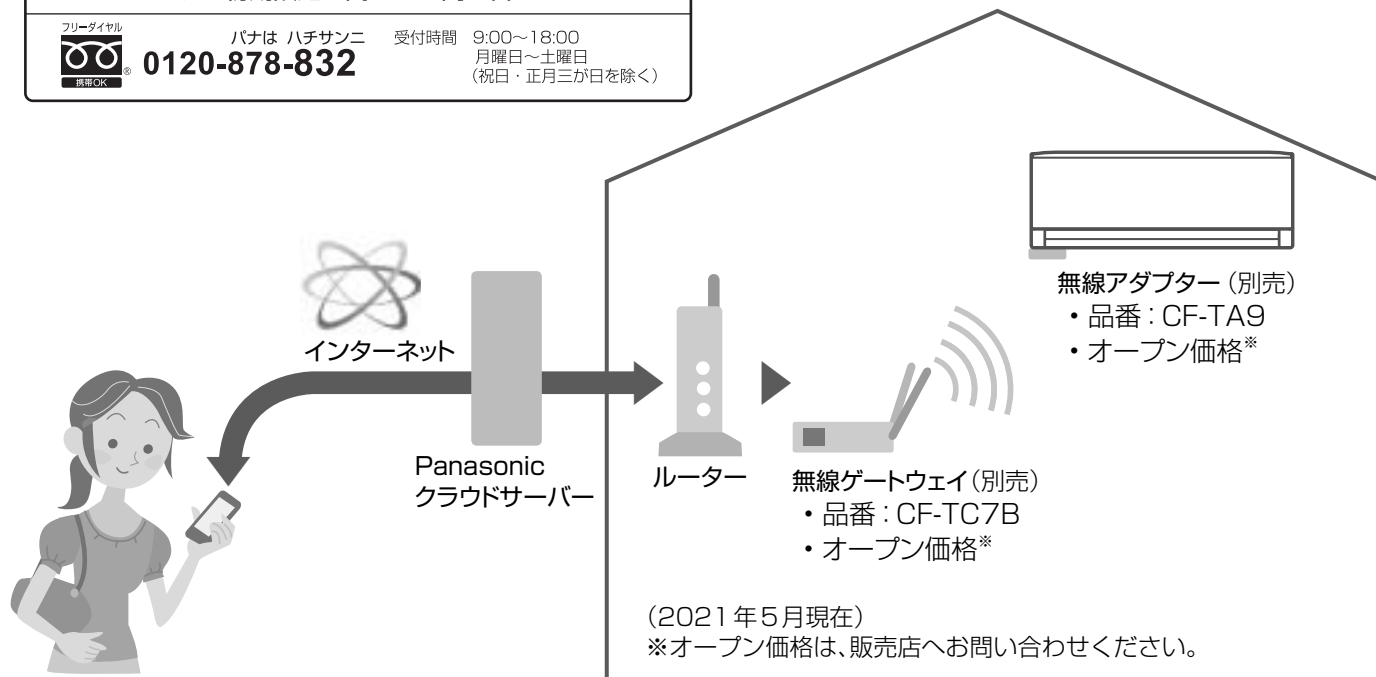 フリーダイヤル
携帯OK
®
パナは ハチサンニ
0120-878-832
受付時間 9:00～18:00
月曜日～土曜日
（祝日・正月三が日を除く）
無線アダプター（別売）
・品番：CF-TA9
・オープン価格※
インターネット
Panasonic
クラウドサーバー
ルーター
無線ゲートウェイ（別売）
・品番：CF-TC7B
・オープン価格※
（2021年5月現在）
※オープン価格は、販売店へお問い合わせください。